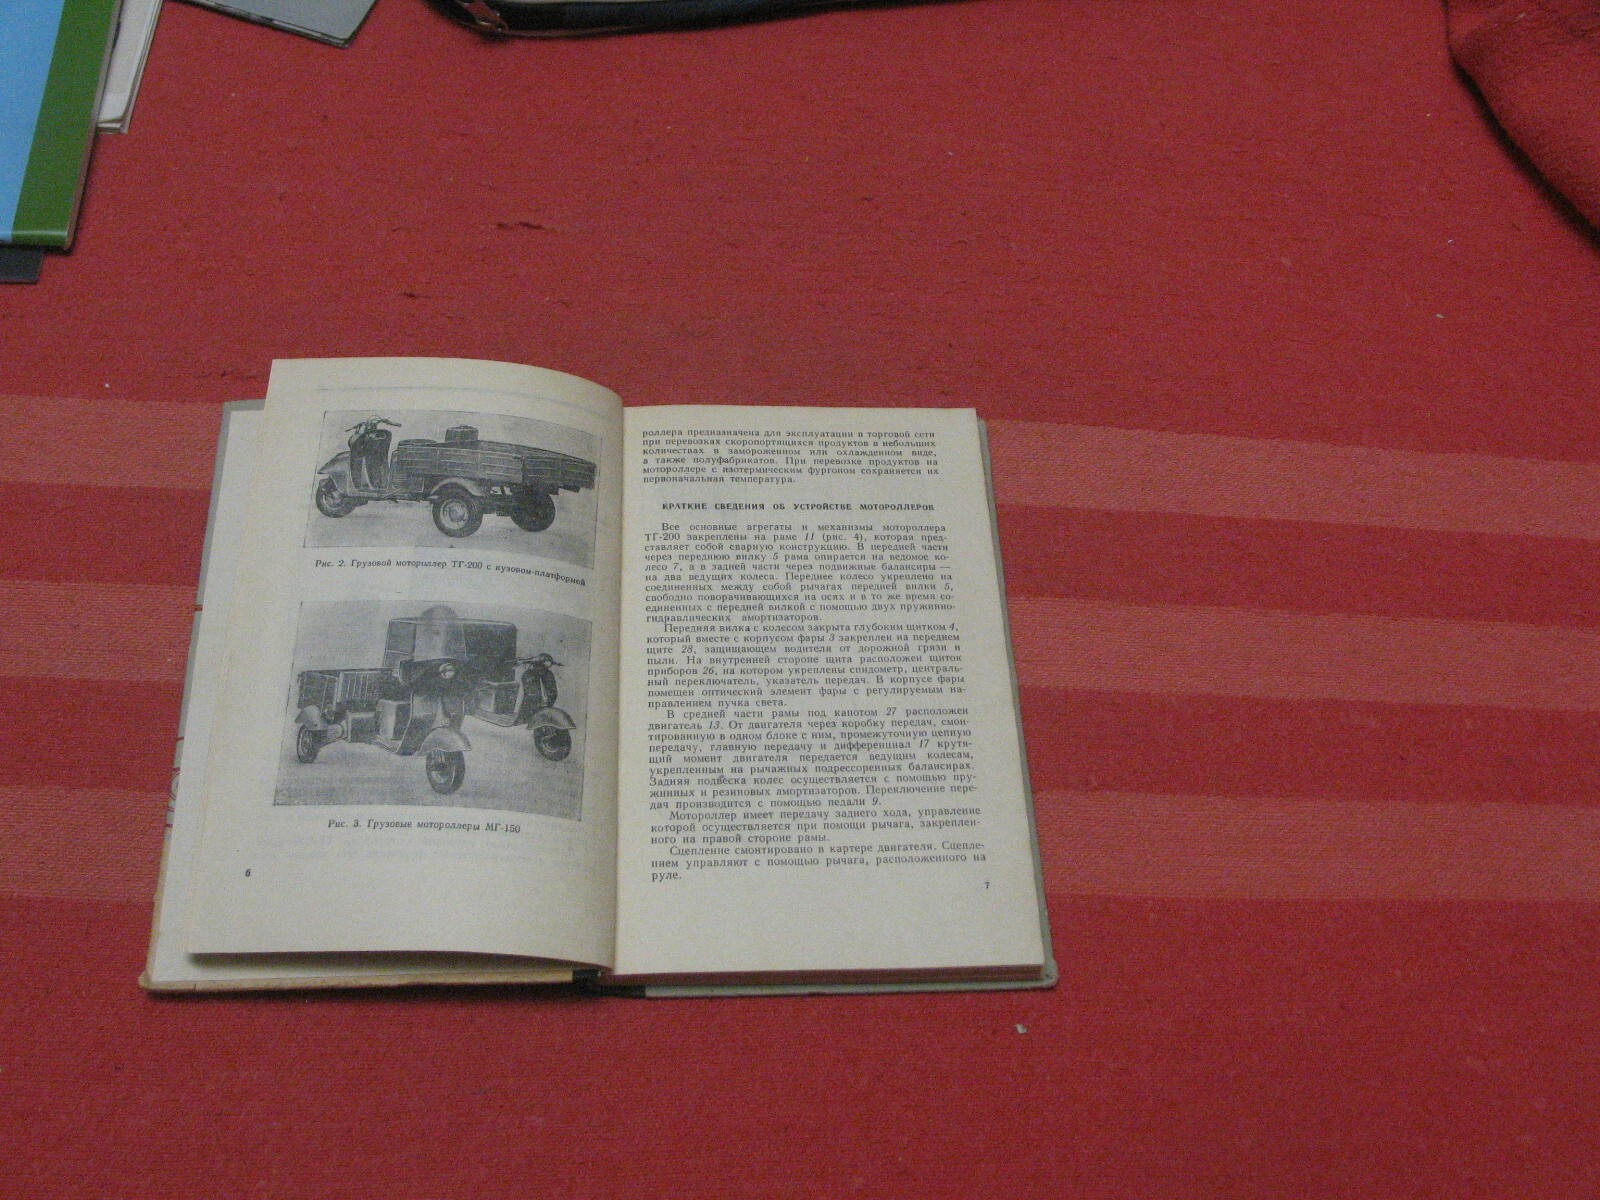 Рис. 2. Грузовой мотороллер ТГ-200 с кузовом-платформой
Рис. 3. Грузовые мотороллеры МГ-150
6
роллера предназначена для эксплуатации в торговой сети
при перевозках скоропортящихся продуктов в небольших
количествах в замороженном или охлажденном виде,
а также полуфабрикатов. При перевозке продуктов на
мотороллере с изотермическим фургоном сохраняется их
первоначальная температура.
КРАТКИЕ СВЕДЕНИЯ ОБ УСТРОЙСТВЕ МОТОРОЛЛЕРОВ
Все основные агрегаты и механизмы мотороллера
ТГ-200 закреплены на раме 11 (рис. 4), которая пред-
ставляет собой сварную конструкцию. В передней части
через переднюю вилку 5 рама опирается на ведомое ко-
лесо 7, а в задней части через подвижные балансиры —
на два ведущих колеса. Переднее колесо укреплено на
соединенных между собой рычагах передней вилки 5,
свободно поворачивающихся на осях и в то же время со-
единенных с передней вилкой с помощью двух пружинно-
гидравлических амортизаторов.
Передняя вилка с колесом закрыта глубоким щитком 4,
который вместе с корпусом фары 3 закреплен на переднем
щите 28, защищающем водителя от дорожной грязи и
пыли. На внутренней стороне щита расположен щиток
приборов 26, на котором укреплены спидометр, централь-
ный переключатель, указатель передач. В корпусе фары
помещен оптический элемент фары с регулируемым на-
правлением пучка света.
В средней части рамы под капотом 27 расположен
двигатель 13. От двигателя через коробку передач, смон-
тированную в одном блоке с ним, промежуточную цепную
передачу, главную передачу и дифференциал 17 крутя-
щий момент двигателя передается ведущим колесам,
укрепленным на рычажных подрессоренных балансирах.
Задняя подвеска колес осуществляется с помощью пру-
жинных и резиновых амортизаторов. Переключение пере-
дач производится с помощью педали 9.
Мотороллер имеет передачу заднего хода, управление
которой осуществляется при помощи рычага, закреплен-
ного на правой стороне рамы.
Сцепление смонтировано в картере двигателя. Сцепле-
нием управляют с помощью рычага, расположенного на
руле.
7